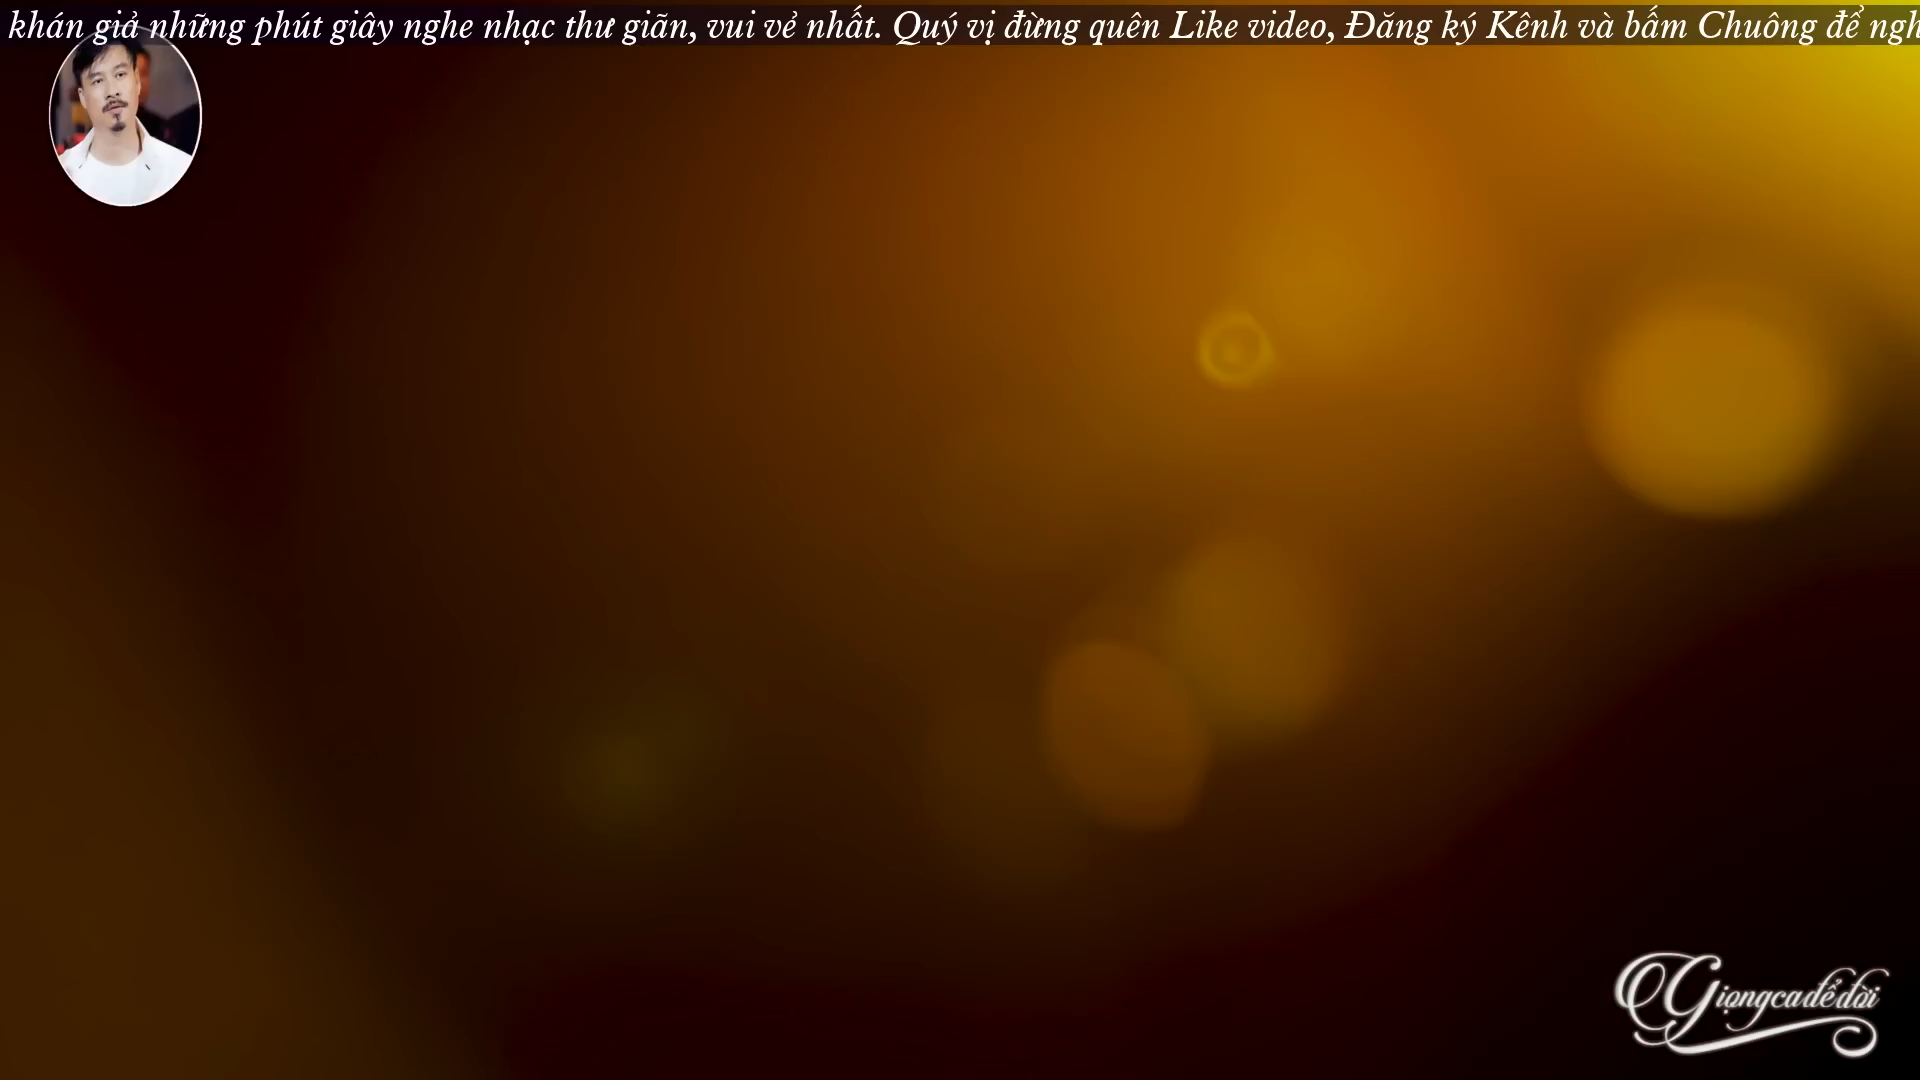 khán giả những phút giây nghe nhạc thư giãn, vui vẻ nhất. Quý vị đừng quên Like video, Đăng ký Kênh và bấm Chuông để ngh
Giọngcađểđời